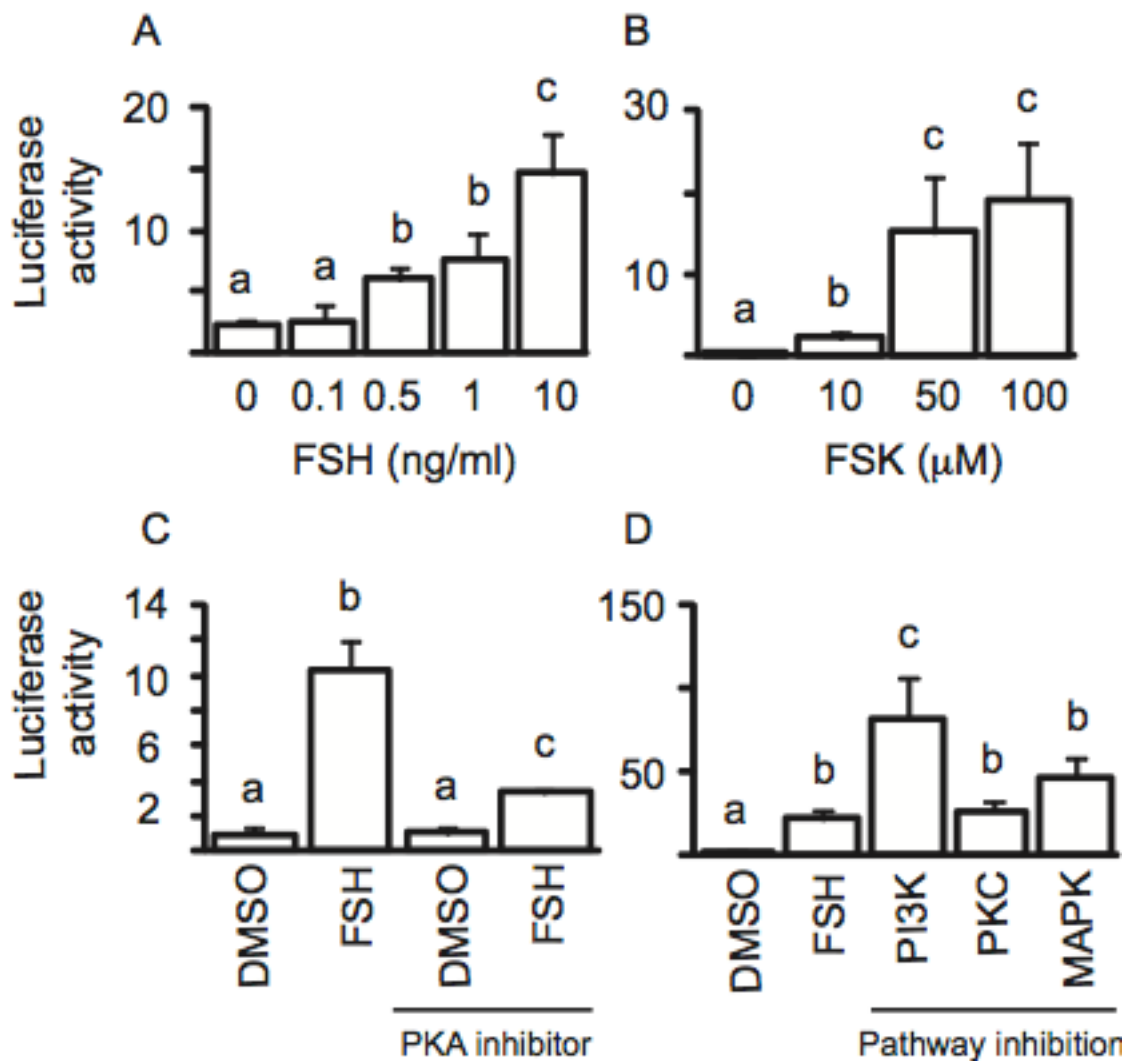 A
Luciferase
activity
20
10
a
a
b
b
c
0 0.1 0.5 1 10
FSH (ng/ml)
B
30
10
a
b
c
c
0 10 50 100
FSK (μM)
C
Luciferase
activity
14
10
6
2
a
b
a
c
DMSO
FSH
DMSO
FSH
PKA inhibitor
D
150
50
a
b
c
b
b
DMSO
FSH
PI3K
PKC
MAPK
Pathway inhibition